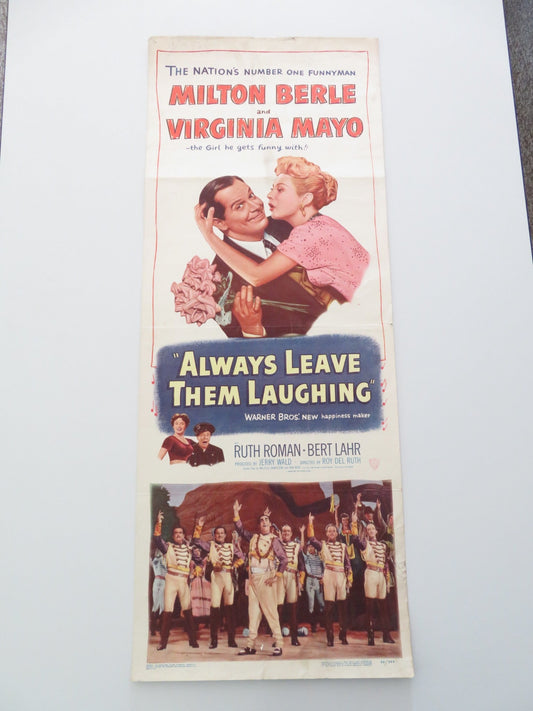 THE NATION'S NUMBER ONE FUNNYMAN
MILTON BERLE
and
VIRGINIA MAYO
—the Girl he gets funny with!
"ALWAYS LEAVE
THEM LAUGHING"
WARNER BROS.' NEW happiness maker
RUTH ROMAN • BERT LAHR
PRODUCED BY JERRY WALD DIRECTED BY ROY DEL RUTH